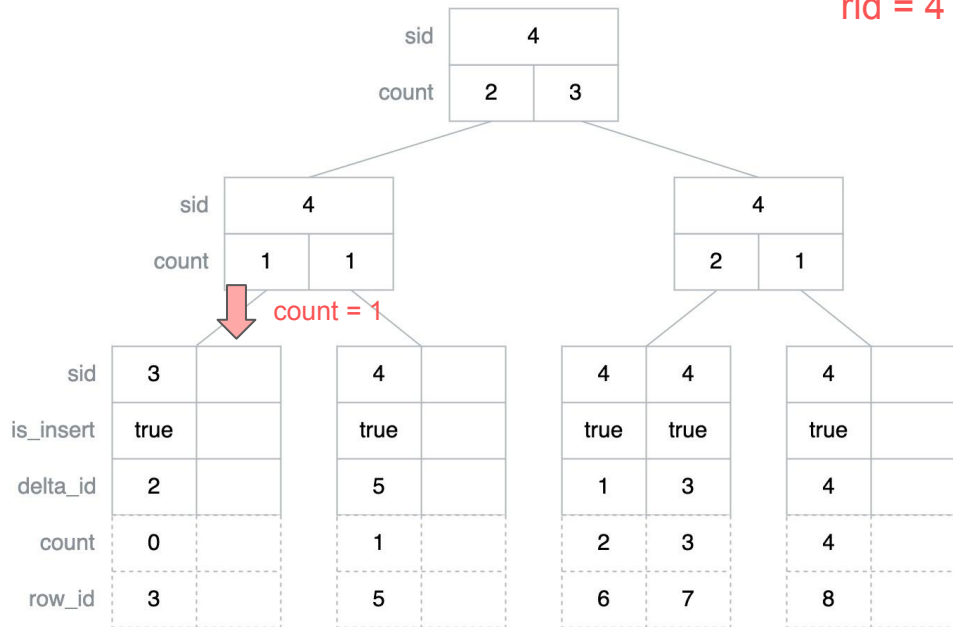 rid = 4
sid 4
count 2 3
sid 4 4
count 1 1 2 1
count = 1
sid 3 4 4 4 4
is_insert true true true true true
delta_id 2 5 1 3 4
count 0 1 2 3 4
row_id 3 5 6 7 8